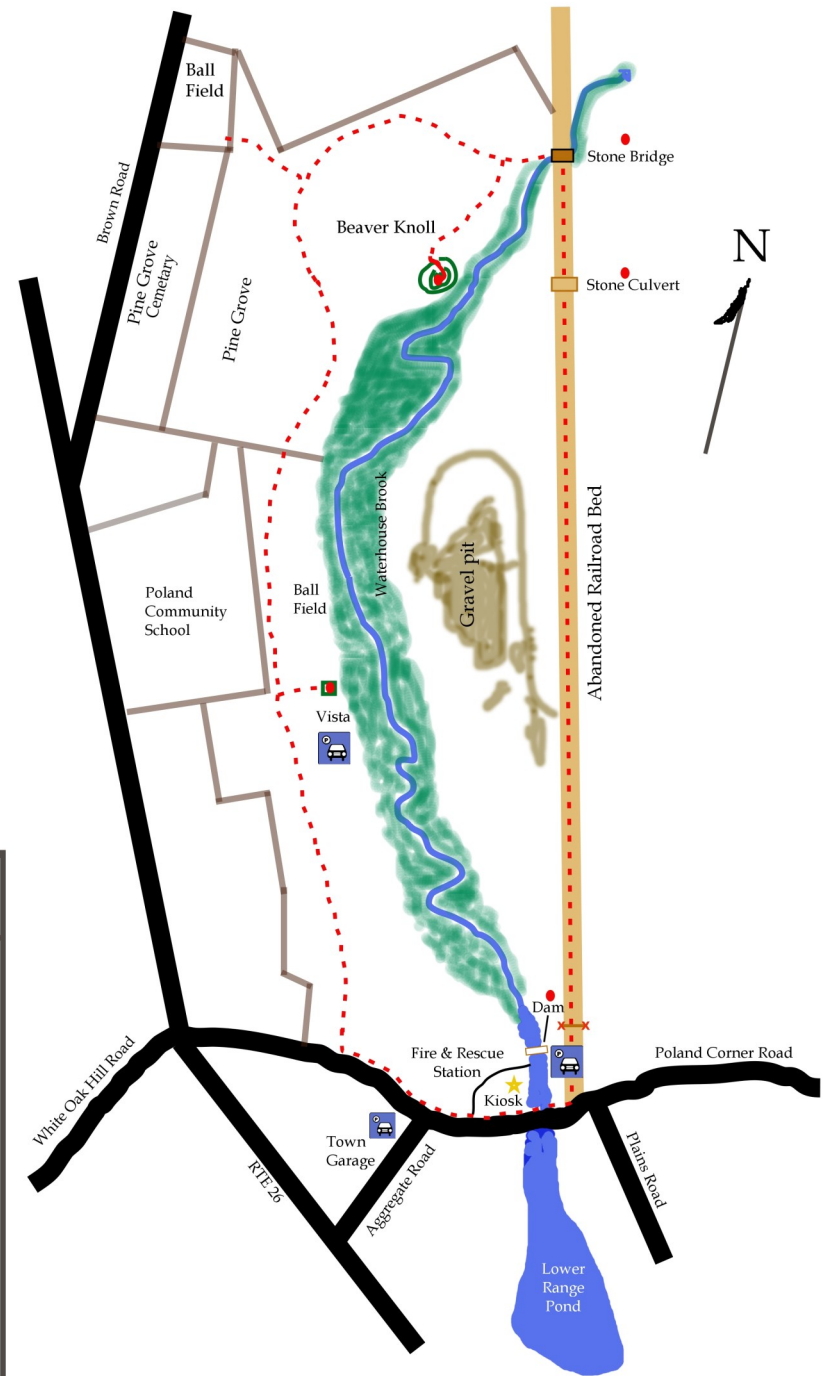 Ball
Field
Stone Bridge
Brown Road
Beaver Knoll
N
Pine Grove
Cemetary
Pine Grove
Stone Culvert
Waterhouse Brook
Gravel pit
Abandoned Railroad Bed
Poland
Community
School
Ball
Field
Vista
P
Dam
Fire & Rescue
Station
P
Poland Corner Road
Kiosk
White Oak Hill Road
P
Town
Garage
Aggregate Road
RTE 26
Plains Road
Lower
Range
Pond